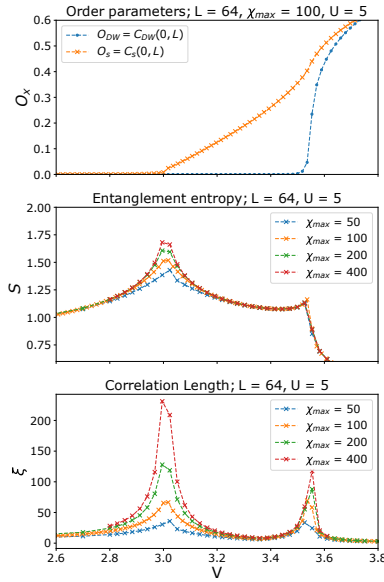 Order parameters; L = 64, χmax = 100, U = 5
0.6
0.5
0.4
0.3
0.2
0.1
0.0
Ox
ODW = CDW(0, L)
Os = Cs(0, L)
Entanglement entropy; L = 64, U = 5
2.00
1.75
1.50
1.25
1.00
0.75
S
χmax = 50
χmax = 100
χmax = 200
χmax = 400
Correlation Length; L = 64, U = 5
200
150
100
50
0
ξ
χmax = 50
χmax = 100
χmax = 200
χmax = 400
2.6 2.8 3.0 3.2 3.4 3.6 3.8
V